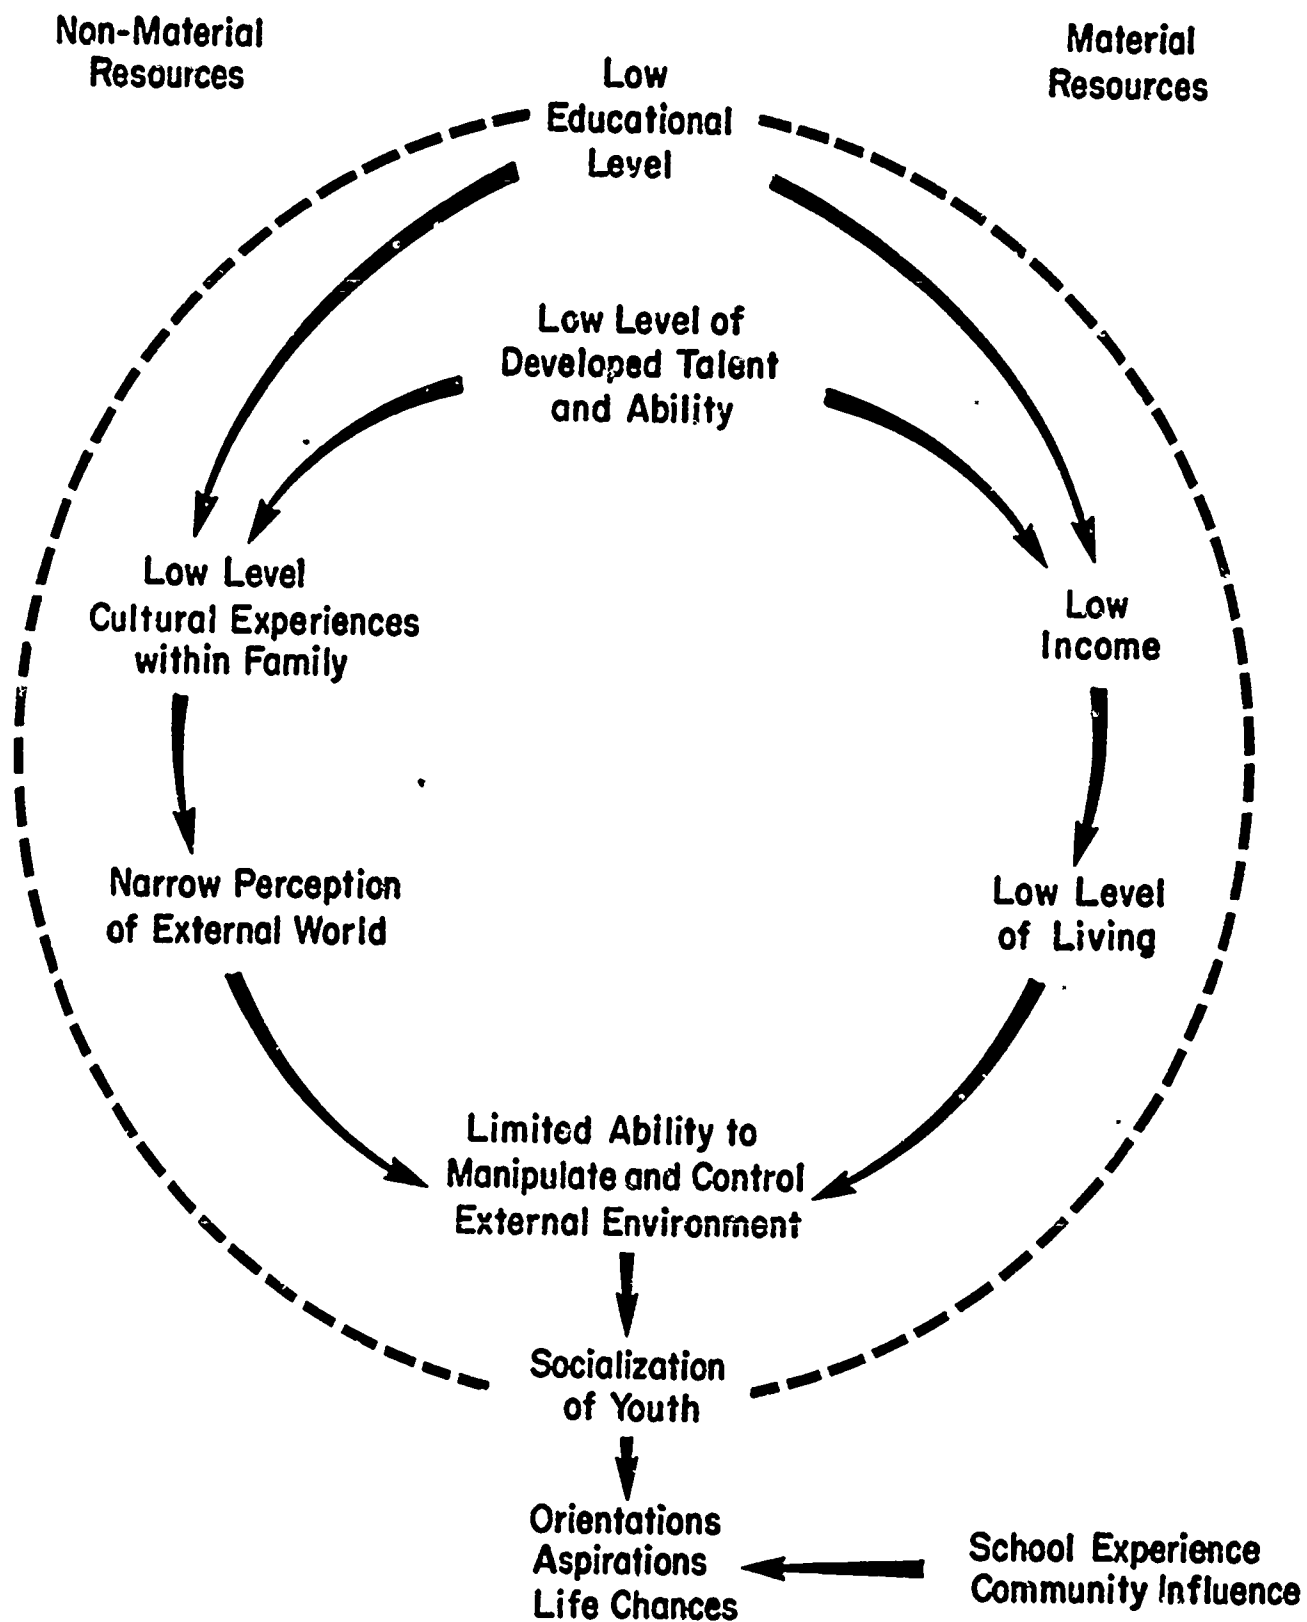 Non-Material
Resources
Material
Resources
Low
Educational
Level
Low Level of
Developed Talent
and Ability
Low Level
Cultural Experiences
within Family
Low
Income
Narrow Perception
of External World
Low Level
of Living
Limited Ability to
Manipulate and Control
External Environment
Socialization
of Youth
Orientations
Aspirations
Life Chances
School Experience
Community Influence